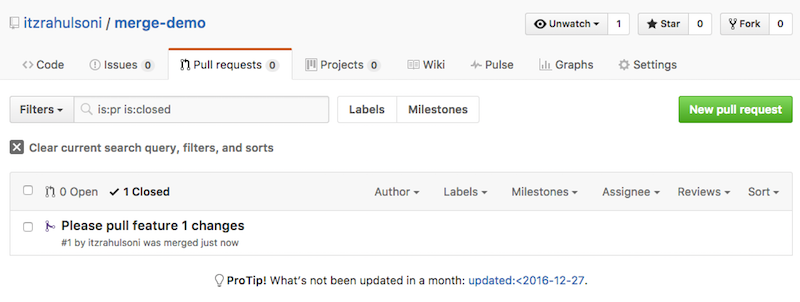 itzrahulsoni / merge-demo Unwatch 1 Star 0 Fork 0
Code Issues 0 Pull requests 0 Projects 0 Wiki Pulse Graphs Settings
Filters is:pr is:closed Labels Milestones New pull request
Clear current search query, filters, and sorts
0 Open 1 Closed Author Labels Milestones Assignee Reviews Sort
Please pull feature 1 changes
#1 by itzrahulsoni was merged just now
ProTip! What's not been updated in a month: updated:<2016-12-27.